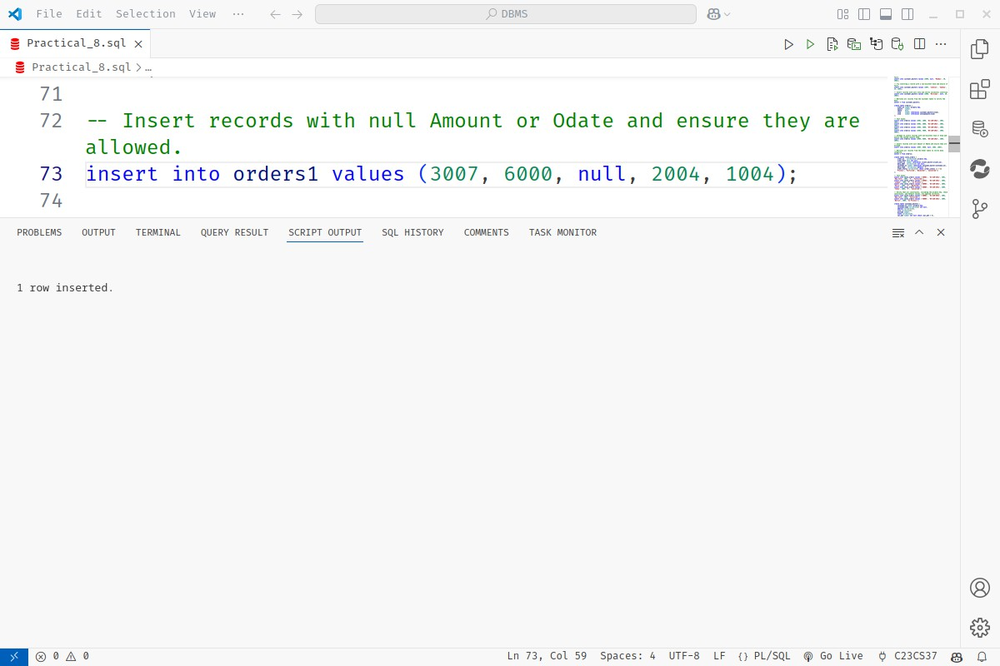 File Edit Selection View ··· DBMS
Practical_8.sql
Practical_8.sql > ...
71
72 -- Insert records with null Amount or Odate and ensure they are
allowed.
73 insert into orders1 values (3007, 6000, null, 2004, 1004);
74
PROBLEMS OUTPUT TERMINAL QUERY RESULT SCRIPT OUTPUT SQL HISTORY COMMENTS TASK MONITOR
1 row inserted.
0 0 Ln 73, Col 59 Spaces: 4 UTF-8 LF {} PL/SQL Go Live C23CS37